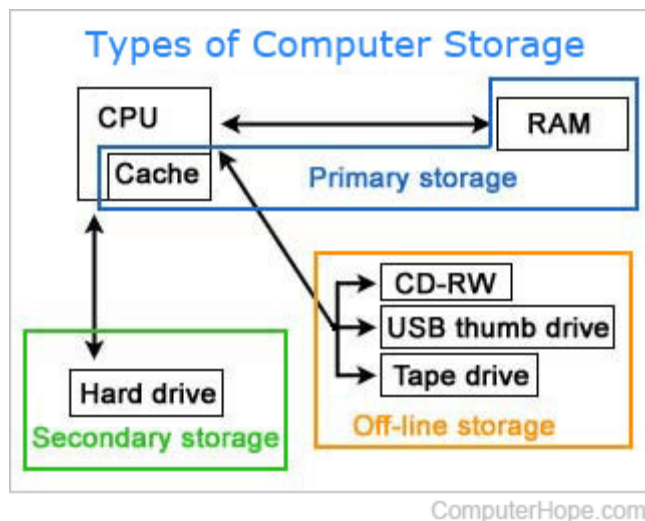 Types of Computer Storage
CPU
Cache
RAM
Primary storage
CD-RW
USB thumb drive
Tape drive
Off-line storage
Hard drive
Secondary storage
ComputerHope.com